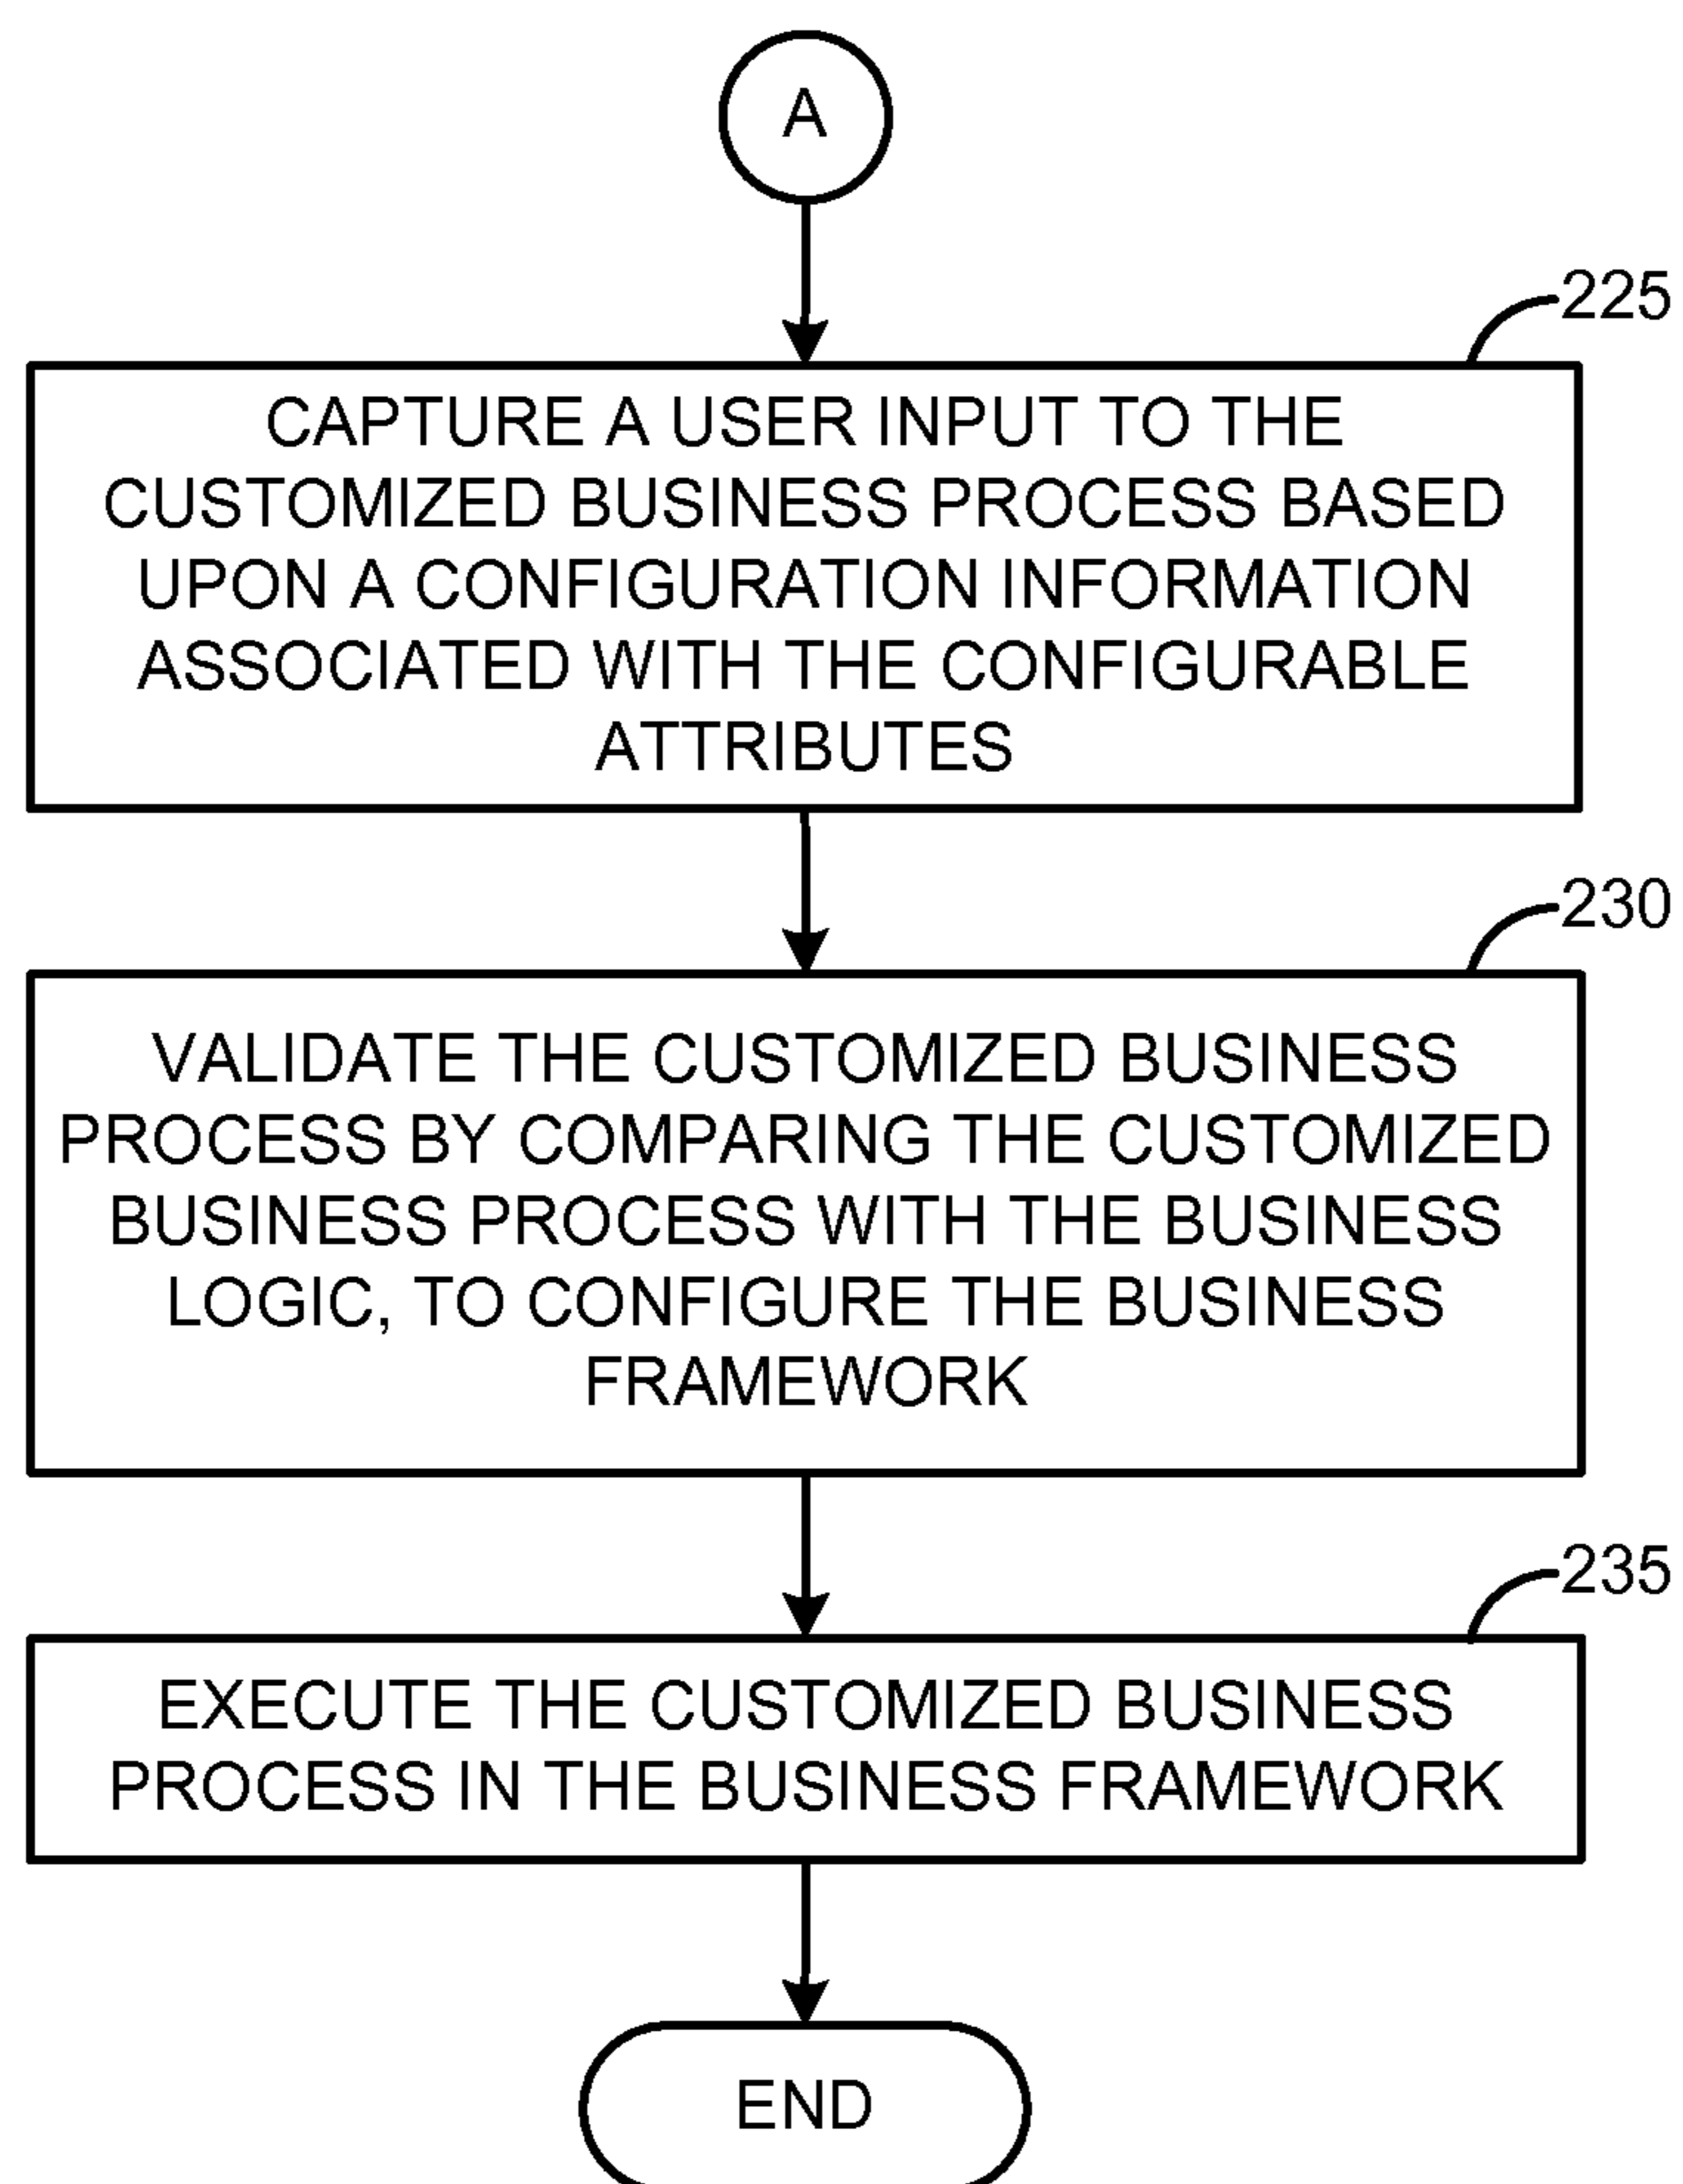 A
225
CAPTURE A USER INPUT TO THE
CUSTOMIZED BUSINESS PROCESS BASED
UPON A CONFIGURATION INFORMATION
ASSOCIATED WITH THE CONFIGURABLE
ATTRIBUTES
230
VALIDATE THE CUSTOMIZED BUSINESS
PROCESS BY COMPARING THE CUSTOMIZED
BUSINESS PROCESS WITH THE BUSINESS
LOGIC, TO CONFIGURE THE BUSINESS
FRAMEWORK
235
EXECUTE THE CUSTOMIZED BUSINESS
PROCESS IN THE BUSINESS FRAMEWORK
END